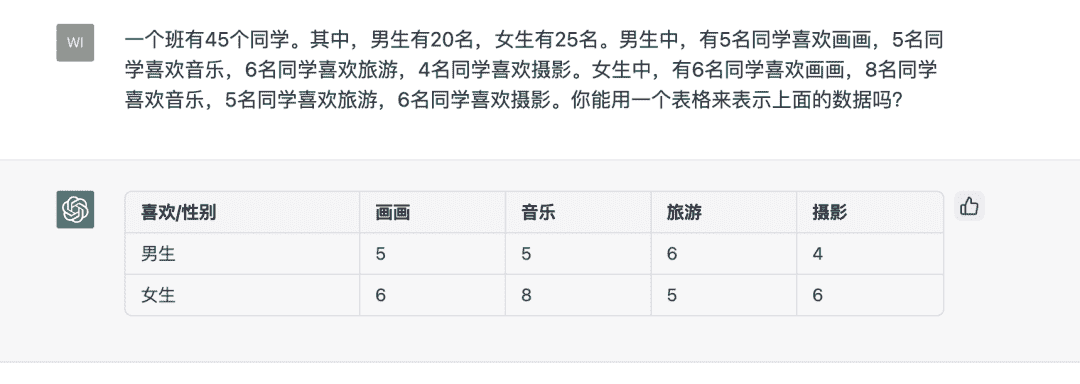 WI
一个班有45个同学。其中，男生有20名，女生有25名。男生中，有5名同学喜欢画画，5名同
学喜欢音乐，6名同学喜欢旅游，4名同学喜欢摄影。女生中，有6名同学喜欢画画，8名同学
喜欢音乐，5名同学喜欢旅游，6名同学喜欢摄影。你能用一个表格来表示上面的数据吗？
喜欢/性别 画画 音乐 旅游 摄影
男生 5 5 6 4
女生 6 8 5 6